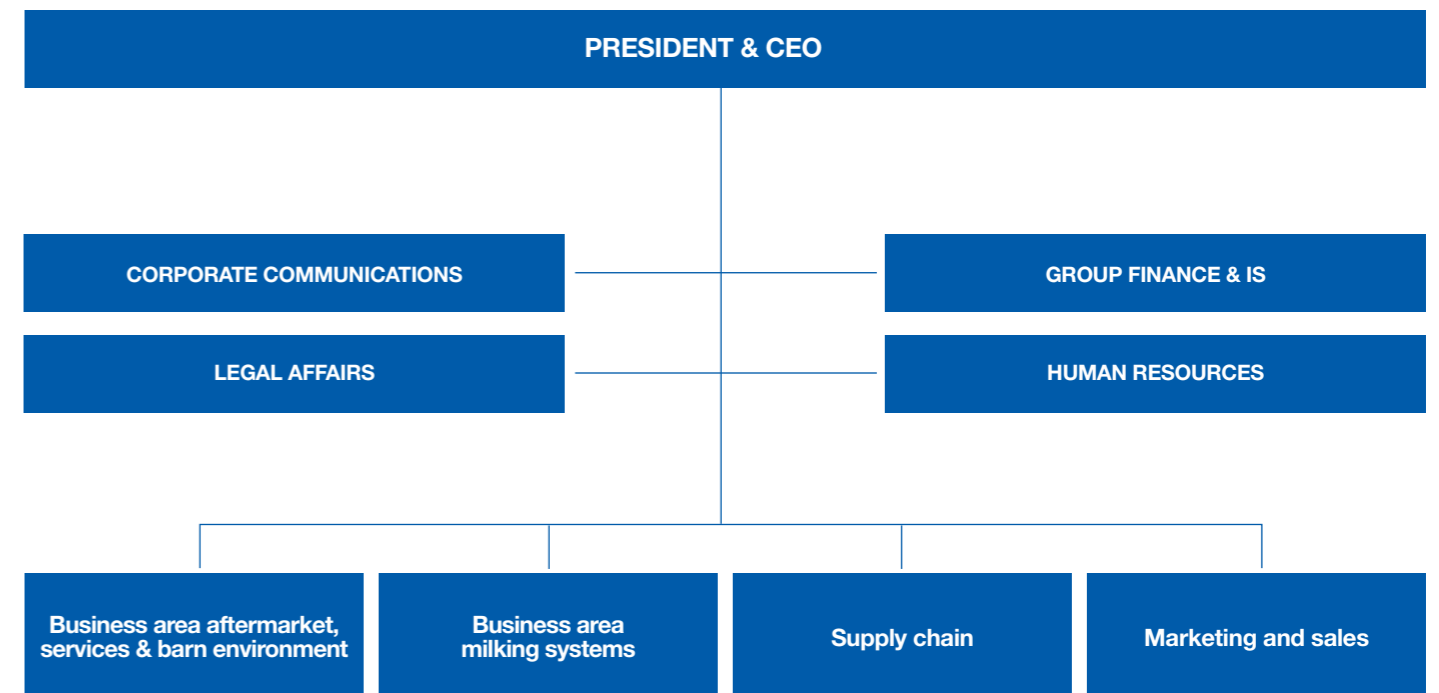 PRESIDENT & CEO
CORPORATE COMMUNICATIONS
GROUP FINANCE & IS
LEGAL AFFAIRS
HUMAN RESOURCES
Business area aftermarket,
services & barn environment
Business area
milking systems
Supply chain
Marketing and sales